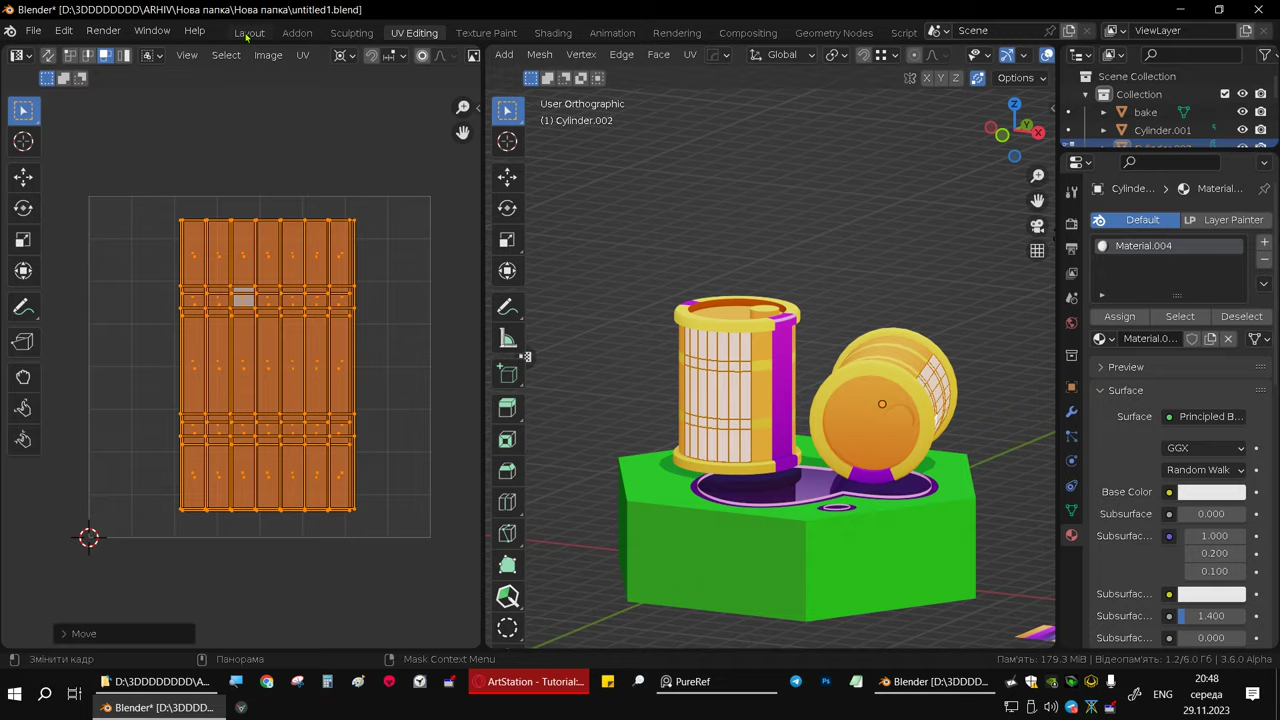 Blender* [D:\3DDDDDDDD\ARHIV\Нова папка\Нова папка\untitled1.blend]
File Edit Render Window Help Layout Addon Sculpting UV Editing Texture Paint Shading Animation Rendering Compositing Geometry Nodes Script Scene ViewLayer
View Select Image UV Add Mesh Vertex Edge Face UV Global
Options
Scene Collection
Collection
bake
Cylinder.001
User Orthographic
(1) Cylinder.002
Z
Y
X
X Y Z
Cylinde... Material...
Default LP Layer Painter
Material.004
Assign Select Deselect
Material.0...
Preview
Surface
Surface Principled B...
GGX
Random Walk
Base Color
Subsurface 0.000
Subsurfac... 1.000
0.200
0.100
Subsurfac...
Subsurfac... 1.400
Subsurfac... 0.000
Move
Змінити кадр Панорама Mask Context Menu Пам'ять: 179.3 MiB | Відеопам'ять: 1.2/6.0 Гб | 3.6.0 Alpha
D:\3DDDDDDDD\A... ArtStation - Tutorial:... PureRef Blender [D:\3DDDD...
Blender* [D:\3DDDD...
ENG
20:48
середа
29.11.2023